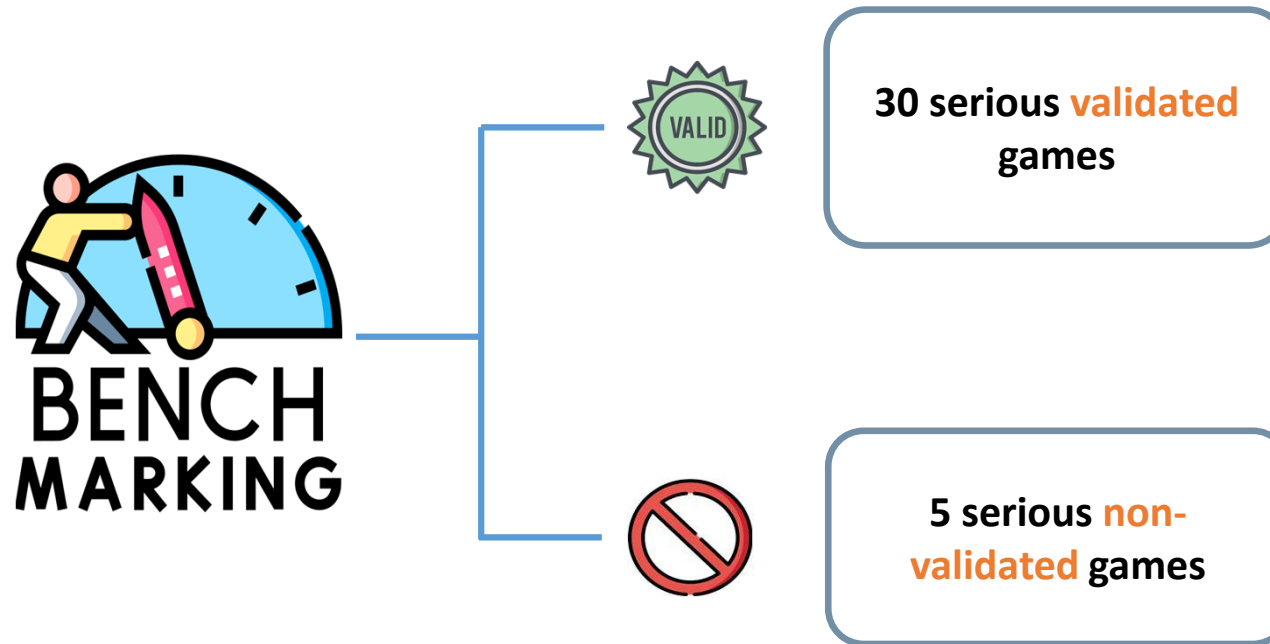 BENCH
MARKING
VALID
30 serious validated
games
5 serious non-
validated games